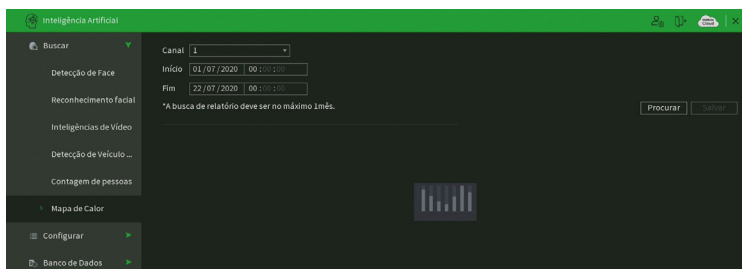 Inteligência Artificial
Buscar
Detecção de Face
Reconhecimento facial
Inteligências de Vídeo
Detecção de Veículo ...
Contagem de pessoas
Mapa de Calor
Configurar
Banco de Dados
Canal 1
Início 01/07/2020 00:00:00
Fim 22/07/2020 00:00:00
*A busca de relatório deve ser no máximo 1mês.
Procurar Salvar